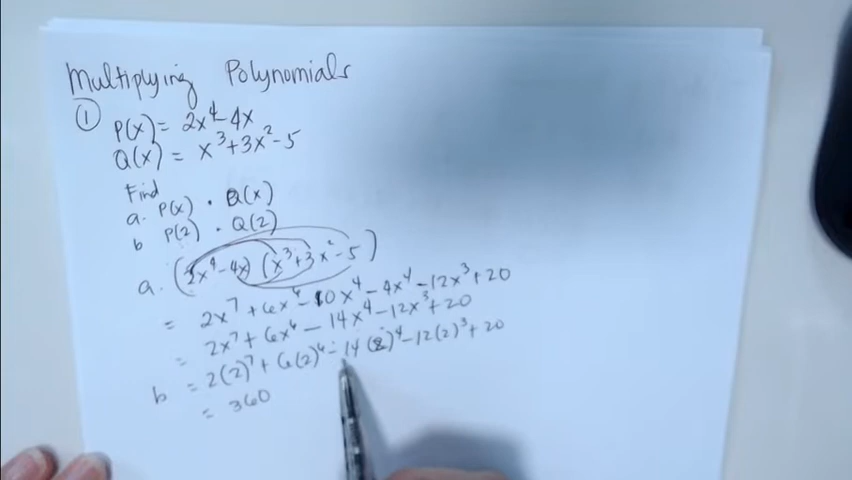 Multiplying Polynomials
① P(x) = 2x⁴ - 4x
Q(x) = x³ + 3x² - 5
Find
a. P(x) · Q(x)
b P(2) · Q(2)
a. (2x⁴ - 4x) (x³ + 3x² - 5)
= 2x⁷ + 6x⁶ - 10x⁴ - 4x⁴ - 12x³ + 20
= 2x⁷ + 6x⁶ - 14x⁴ - 12x³ + 20
b = 2(2)⁷ + 6(2)⁶ - 14(2)⁴ - 12(2)³ + 20
= 360